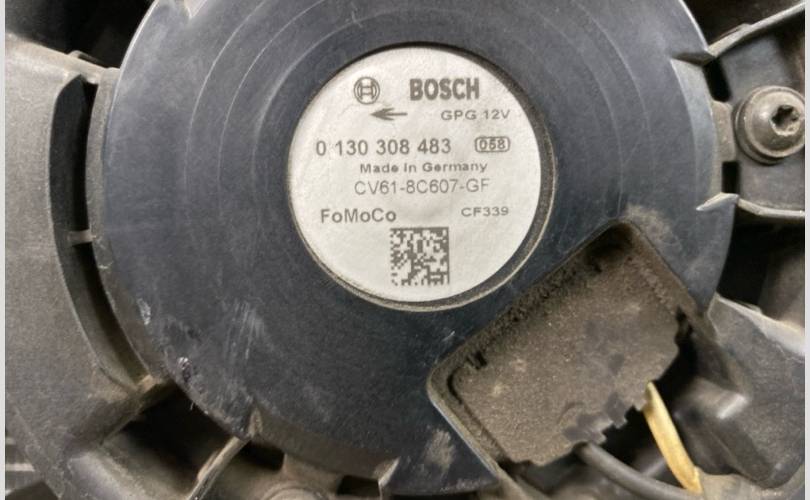 BOSCH
GPG 12V
0 130 308 483 058
Made in Germany
CV61-8C607-GF
FoMoCo CF339